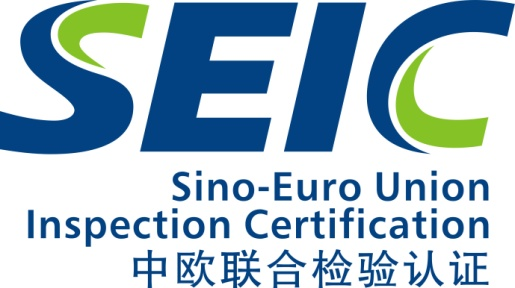 SEIC
Sino-Euro Union
Inspection Certification
中欧联合检验认证